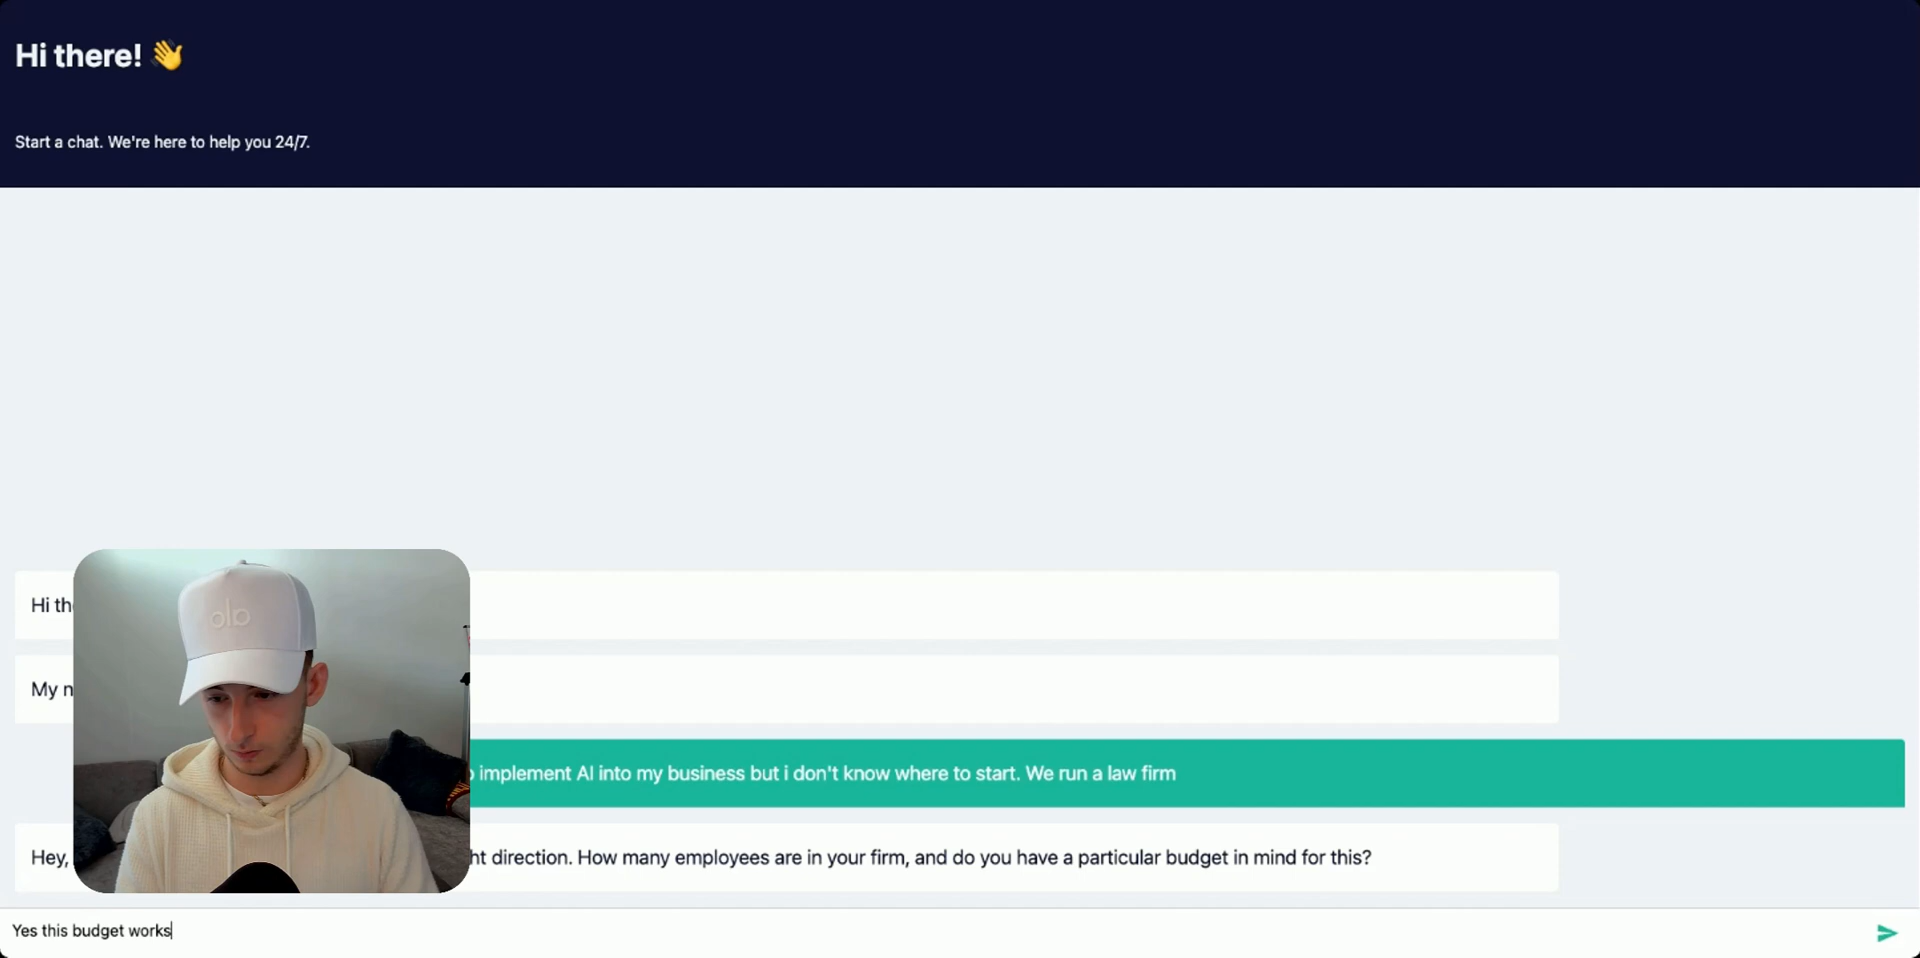 Hi there! 👋
Start a chat. We're here to help you 24/7.
Hi
My
implement AI into my business but i don't know where to start. We run a law firm
Hey, direction. How many employees are in your firm, and do you have a particular budget in mind for this?
Yes this budget works